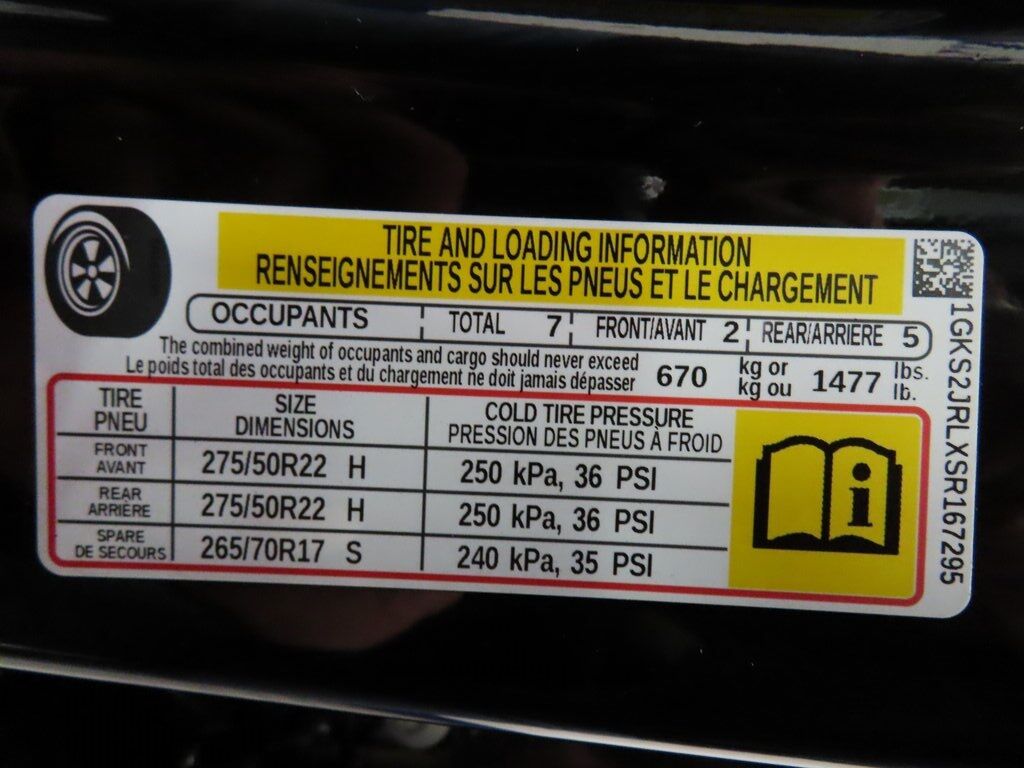 TIRE AND LOADING INFORMATION
RENSEIGNEMENTS SUR LES PNEUS ET LE CHARGEMENT
OCCUPANTS TOTAL 7 FRONT/AVANT 2 REAR/ARRIÈRE 5
The combined weight of occupants and cargo should never exceed 670 kg or 1477 lbs.
Le poids total des occupants et du chargement ne doit jamais dépasser kg ou lb.
TIRE SIZE COLD TIRE PRESSURE
PNEU DIMENSIONS PRESSION DES PNEUS À FROID
FRONT
AVANT 275/50R22 H 250 kPa, 36 PSI
REAR
ARRIÈRE 275/50R22 H 250 kPa, 36 PSI
SPARE
DE SECOURS 265/70R17 S 240 kPa, 35 PSI
i
1GKS2JJRLXSR167295